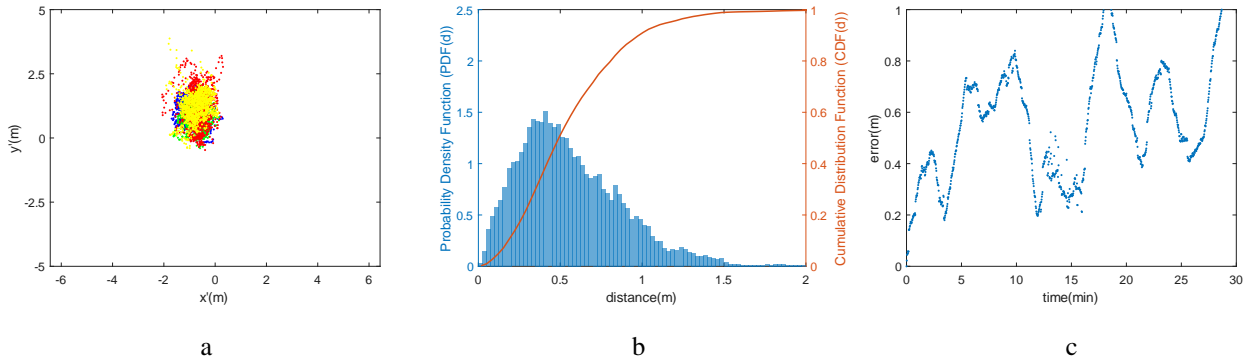 5
2.5
0
-2.5
-5
y'(m)
-6 -4 -2 0 2 4 6
x'(m)
a
2.5
2
1.5
1
0.5
0
Probability Density Function (PDF(d))
1
0.8
0.6
0.4
0.2
0
Cumulative Distribution Function (CDF(d))
0 0.5 1 1.5 2
distance(m)
b
1
0.8
0.6
0.4
0.2
0
error(m)
0 5 10 15 20 25 30
time(min)
c